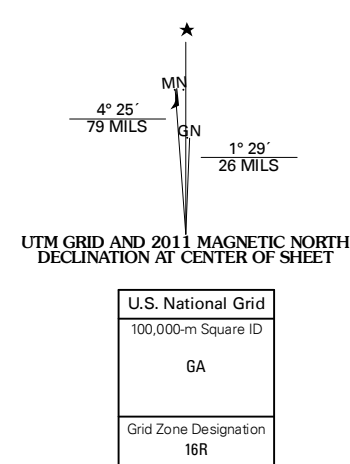 ★
MN
4° 25´
79 MILS
GN
1° 29´
26 MILS
UTM GRID AND 2011 MAGNETIC NORTH
DECLINATION AT CENTER OF SHEET
U.S. National Grid
100,000-m Square ID
GA
Grid Zone Designation
16R